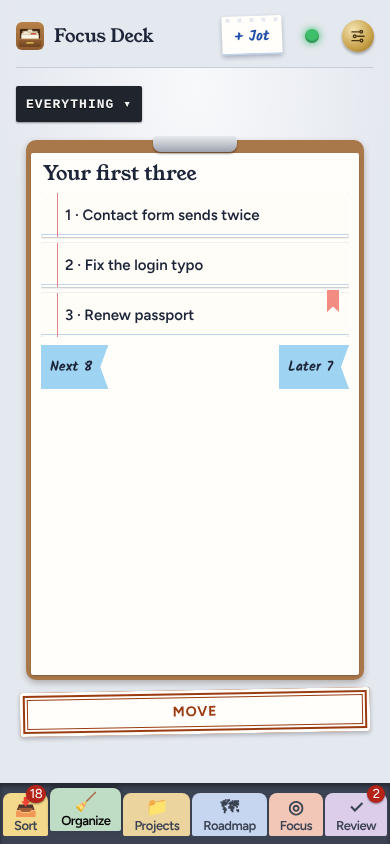 Focus Deck
+ Jot
EVERYTHING ▾
Your first three
1 · Contact form sends twice
2 · Fix the login typo
3 · Renew passport
Next 8
Later 7
MOVE
18
2
Sort
Organize
Projects
Roadmap
Focus
Review